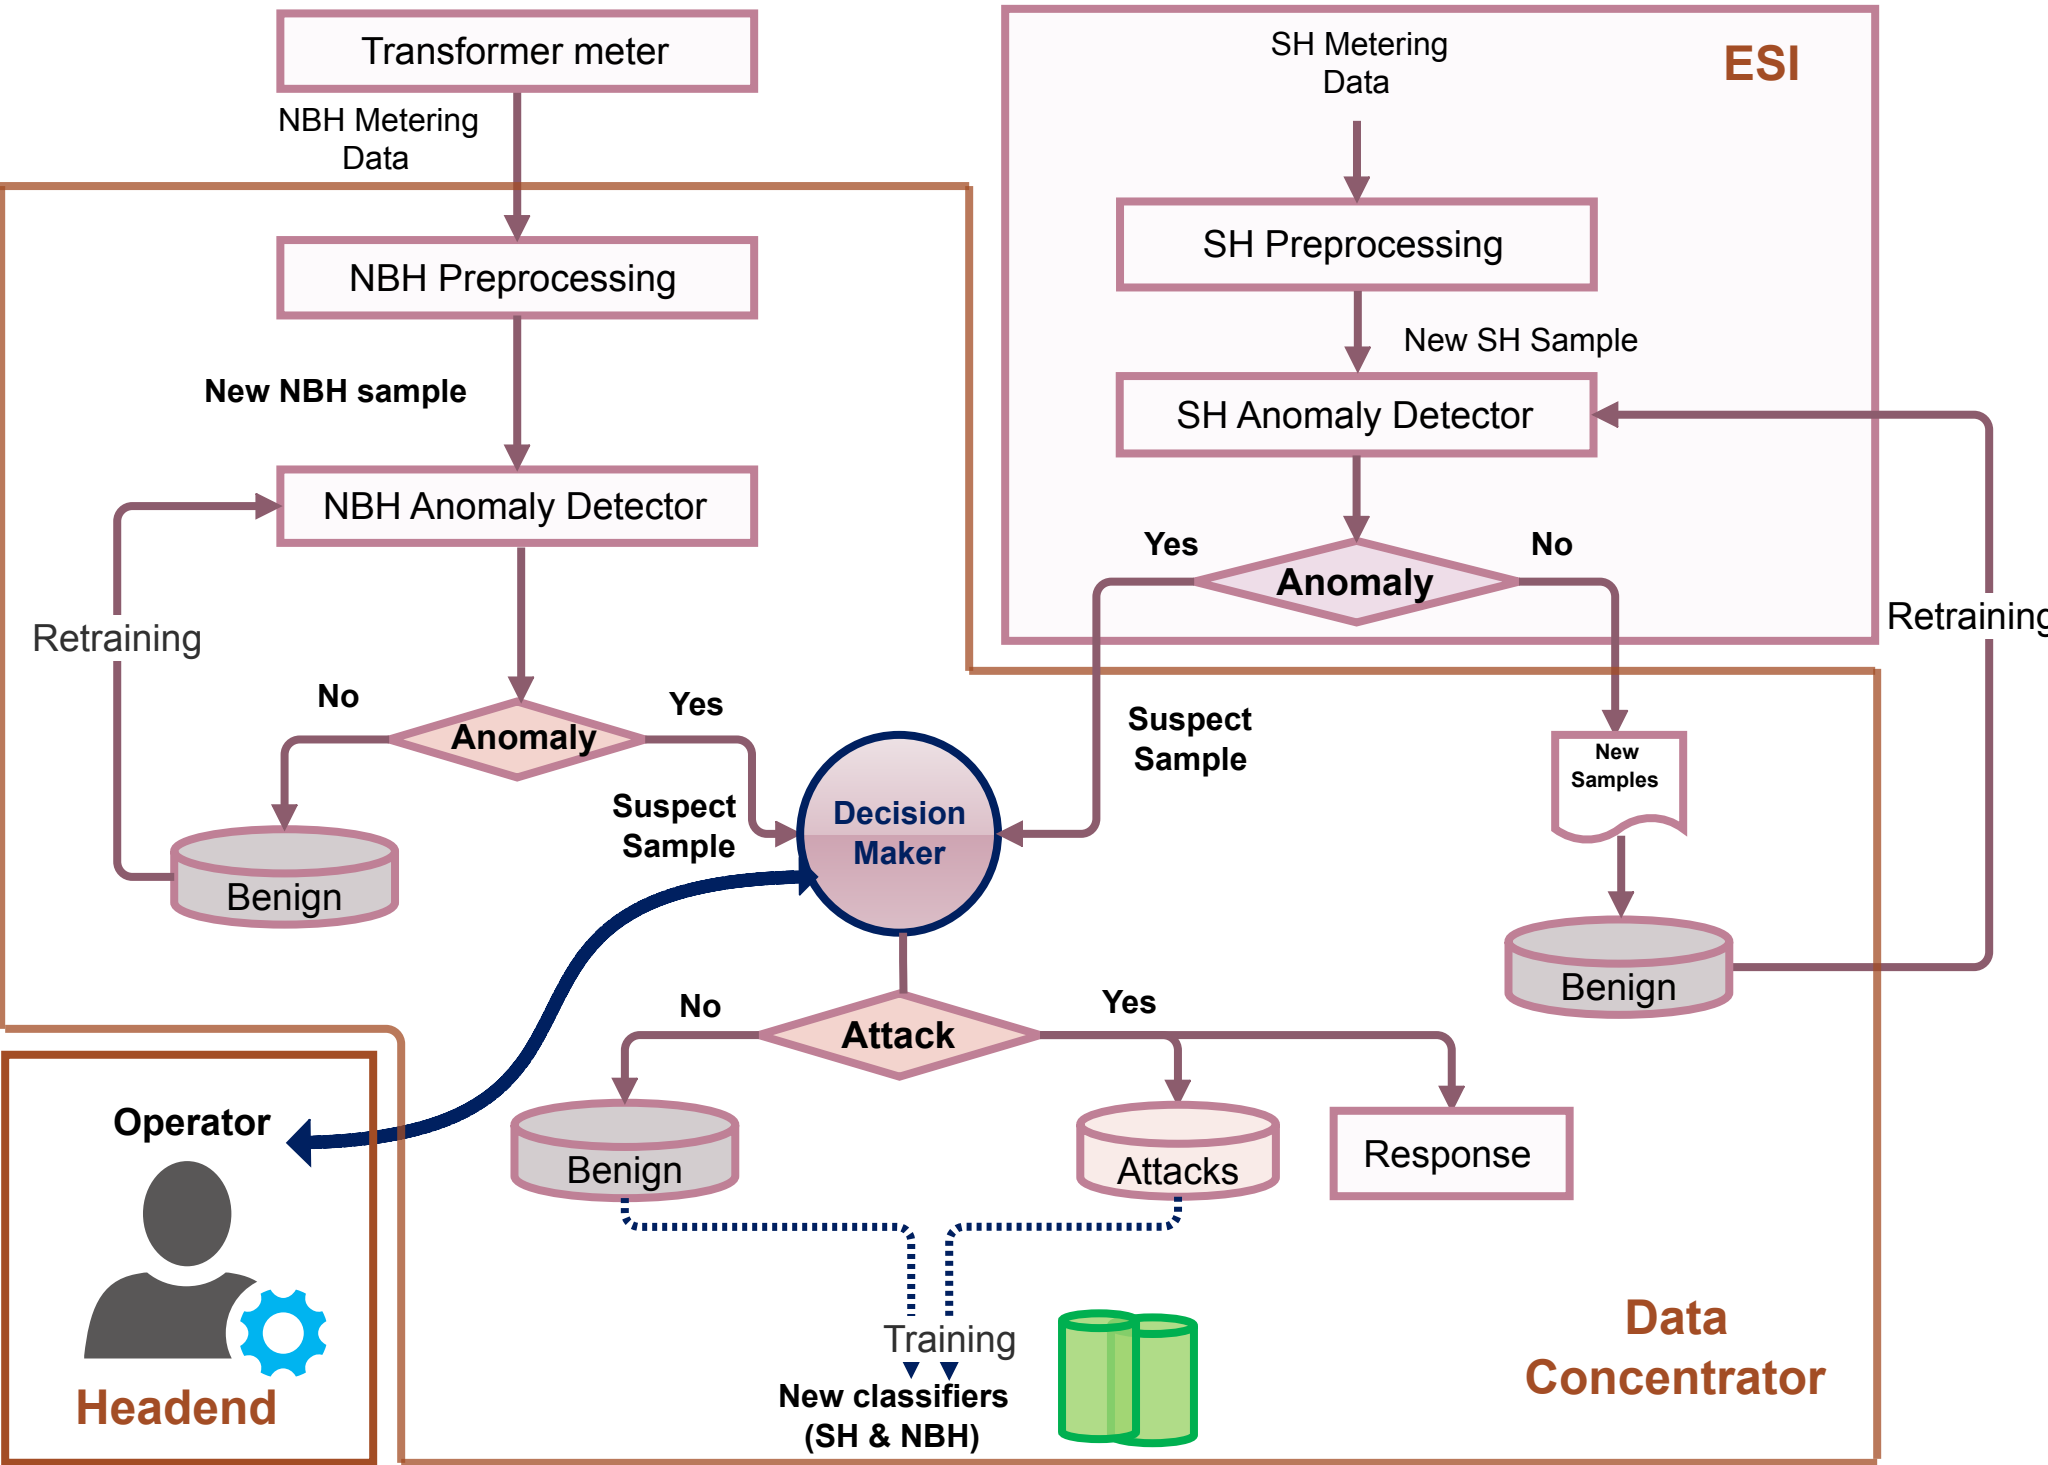 Transformer meter
NBH Metering
Data
NBH Preprocessing
New NBH sample
NBH Anomaly Detector
Retraining
No
Yes
Anomaly
Suspect
Sample
Benign
SH Metering
Data
ESI
SH Preprocessing
New SH Sample
SH Anomaly Detector
Yes
No
Anomaly
Retraining
Suspect
Sample
New
Samples
Benign
Decision
Maker
No
Yes
Attack
Benign
Attacks
Response
Training
New classifiers
(SH & NBH)
Operator
Headend
Data
Concentrator